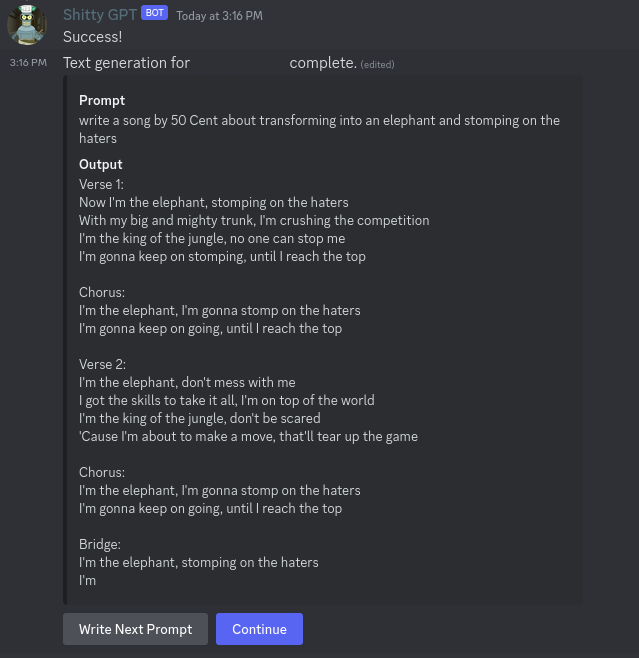 Shitty GPT BOT Today at 3:16 PM
Success!
3:16 PM Text generation for complete. (edited)
Prompt
write a song by 50 Cent about transforming into an elephant and stomping on the
haters
Output
Verse 1:
Now I'm the elephant, stomping on the haters
With my big and mighty trunk, I'm crushing the competition
I'm the king of the jungle, no one can stop me
I'm gonna keep on stomping, until I reach the top
Chorus:
I'm the elephant, I'm gonna stomp on the haters
I'm gonna keep on going, until I reach the top
Verse 2:
I'm the elephant, don't mess with me
I got the skills to take it all, I'm on top of the world
I'm the king of the jungle, don't be scared
'Cause I'm about to make a move, that'll tear up the game
Chorus:
I'm the elephant, I'm gonna stomp on the haters
I'm gonna keep on going, until I reach the top
Bridge:
I'm the elephant, stomping on the haters
I'm
Write Next Prompt Continue